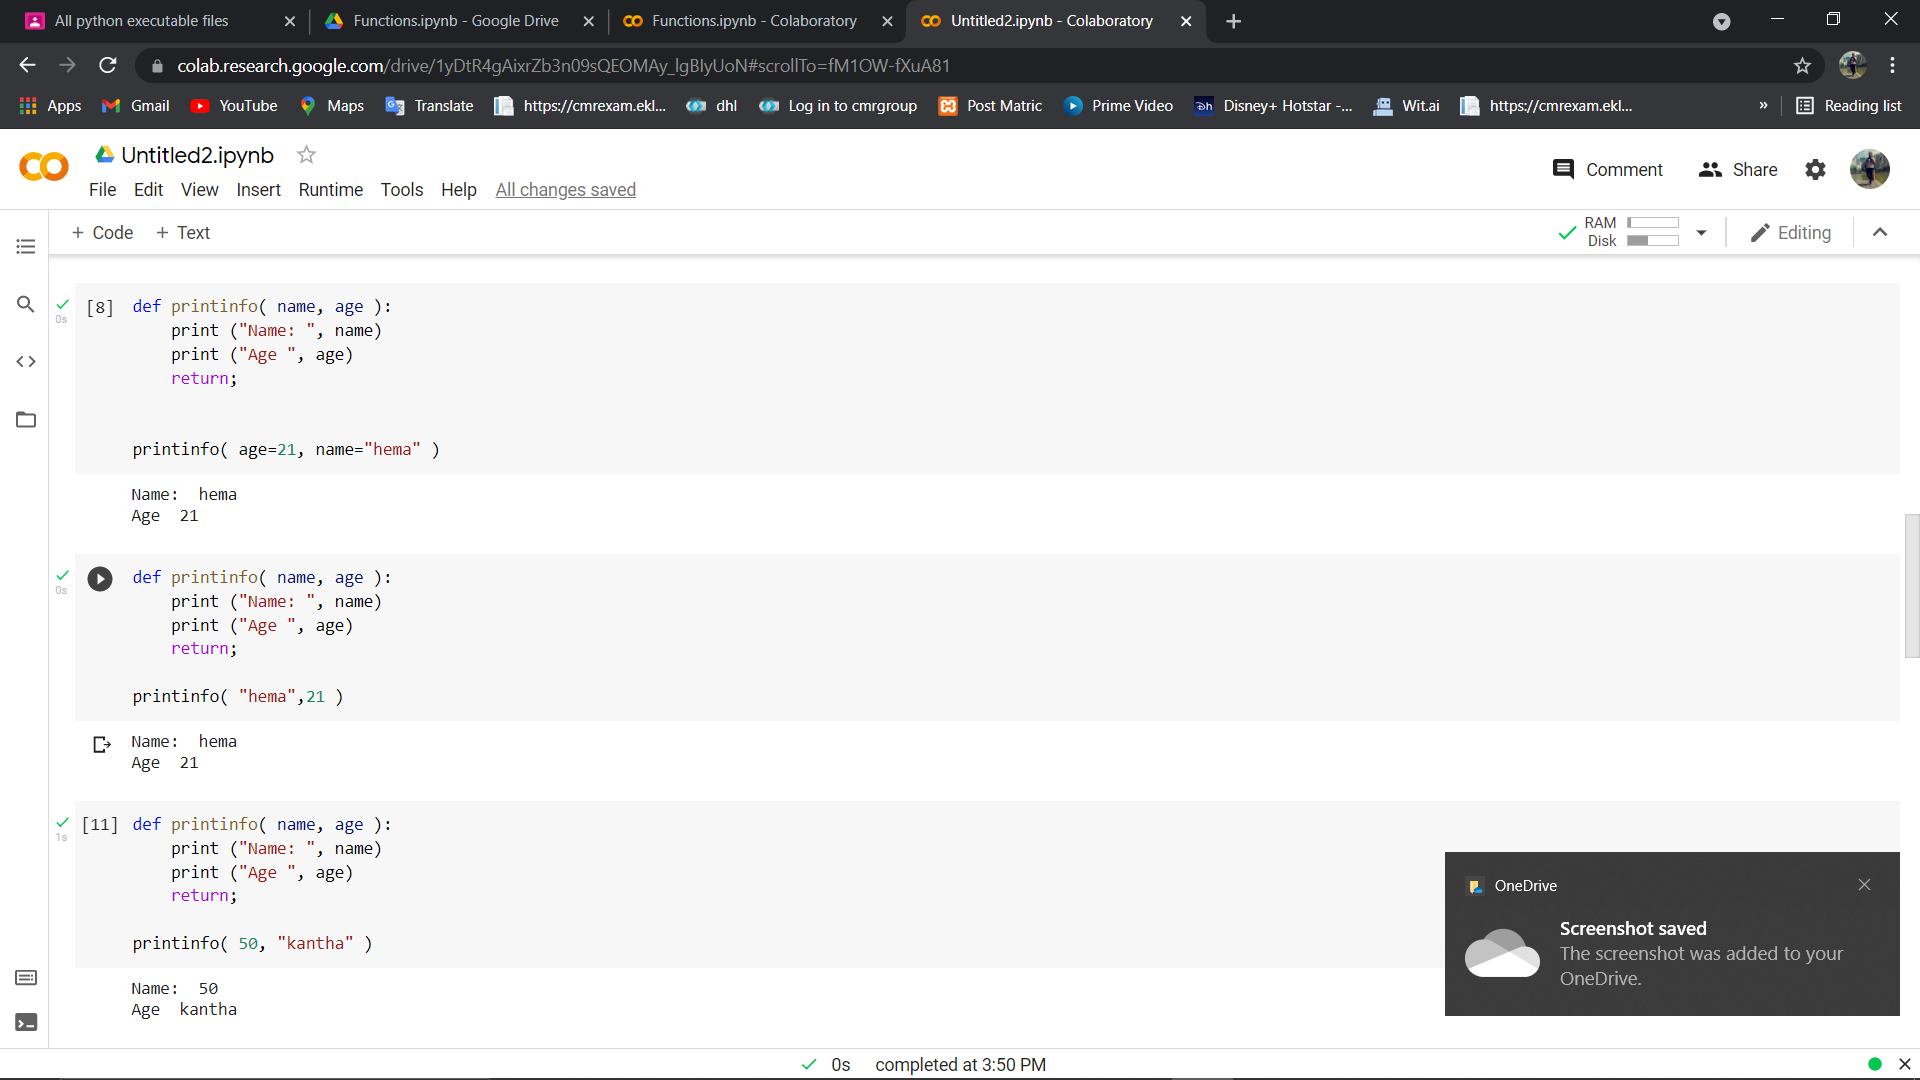 All python executable files
Functions.ipynb - Google Drive
Functions.ipynb - Colaboratory
Untitled2.ipynb - Colaboratory
colab.research.google.com/drive/1yDtR4gAixrZb3n09sQEOMAy_lgBlyUoN#scrollTo=fM1OW-fXuA81
Apps
Gmail
YouTube
Maps
Translate
https://cmrexam.ekl...
dhl
Log in to cmrgroup
Post Matric
Prime Video
Disney+ Hotstar -...
Wit.ai
https://cmrexam.ekl...
»
Reading list
Untitled2.ipynb
File Edit View Insert Runtime Tools Help All changes saved
Comment
Share
+ Code + Text
RAM
Disk
Editing
0s
[8] def printinfo( name, age ):
print ("Name: ", name)
print ("Age ", age)
return;
printinfo( age=21, name="hema" )
Name:  hema
Age  21
0s
def printinfo( name, age ):
print ("Name: ", name)
print ("Age ", age)
return;
printinfo( "hema",21 )
Name:  hema
Age  21
1s
[11] def printinfo( name, age ):
print ("Name: ", name)
print ("Age ", age)
return;
printinfo( 50, "kantha" )
Name:  50
Age  kantha
OneDrive
Screenshot saved
The screenshot was added to your
OneDrive.
0s completed at 3:50 PM